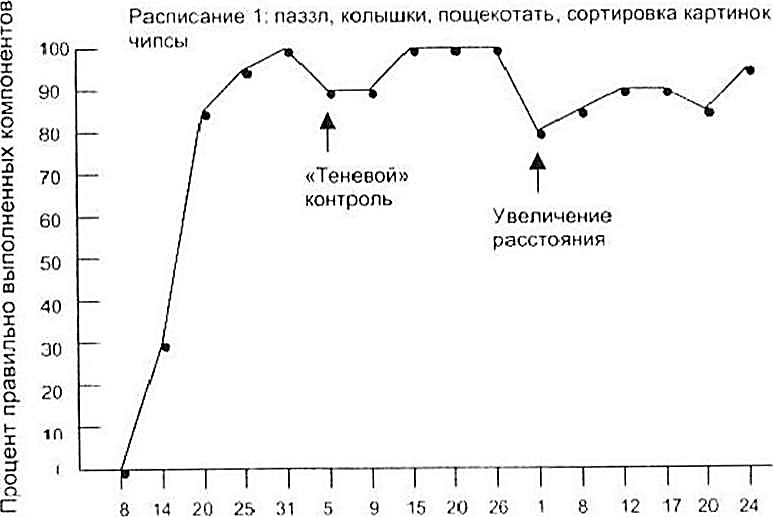 Расписание 1: паззл, колышки, пощекотать, сортировка картинок
чипсы
Процент правильно выполненных компонентов
100
90
80
70
60
50
40
30
20
10
«Теневой»
контроль
Увеличение
расстояния
8 14 20 25 31 5 9 15 20 26 1 8 12 17 20 24